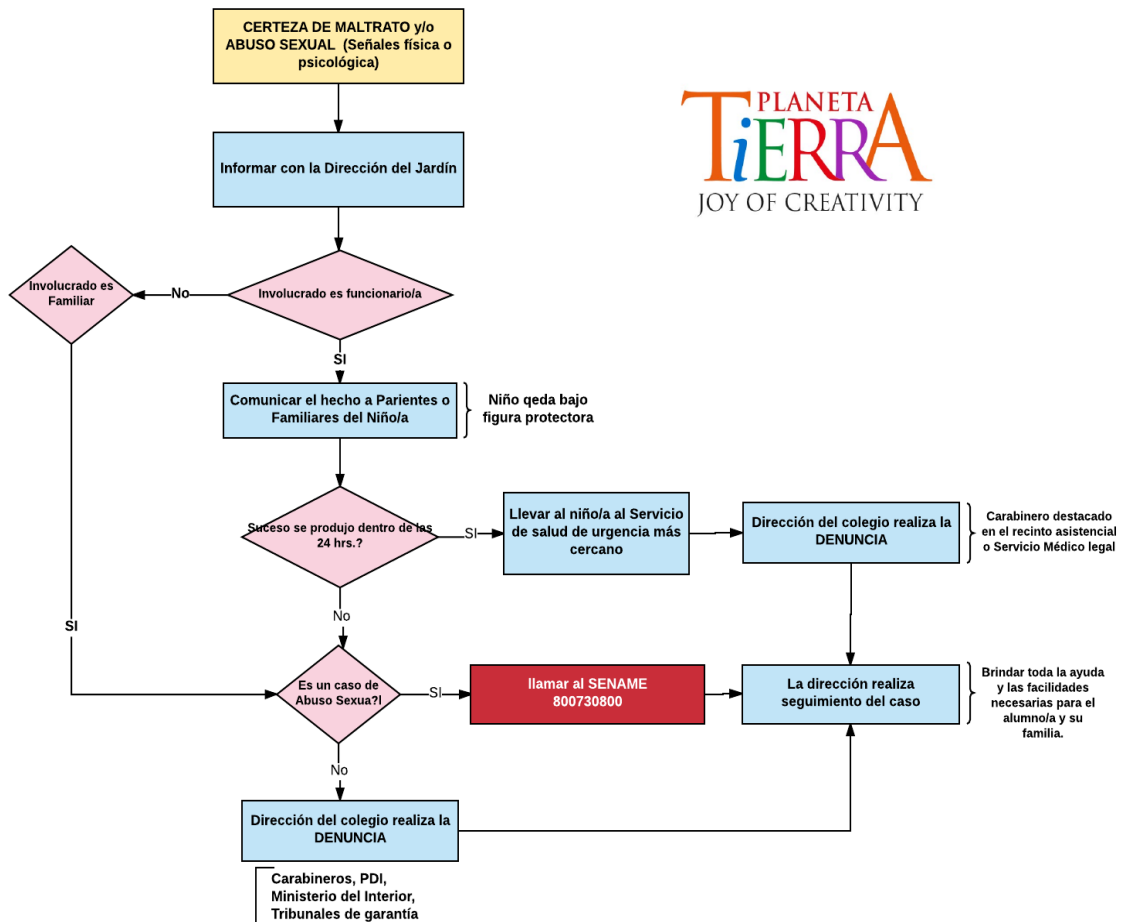 CERTEZA DE MALTRATO y/o
ABUSO SEXUAL (Señales física o
psicológica)
PLANETA
TiERRA
JOY OF CREATIVITY
Informar con la Dirección del Jardín
Involucrado es
Familiar
No
Involucrado es funcionario/a
SI
Comunicar el hecho a Parientes o
Familiares del Niño/a
Niño qeda bajo
figura protectora
Suceso se produjo dentro de las
24 hrs.?
SI
Llevar al niño/a al Servicio
de salud de urgencia más
cercano
Dirección del colegio realiza la
DENUNCIA
Carabinero destacado
en el recinto asistencial
o Servicio Médico legal
No
SI
Es un caso de
Abuso Sexua?l
SI
llamar al SENAME
800730800
La dirección realiza
seguimiento del caso
Brindar toda la ayuda
y las facilidades
necesarias para el
alumno/a y su
familia.
No
Dirección del colegio realiza la
DENUNCIA
Carabineros, PDI,
Ministerio del Interior,
Tribunales de garantía